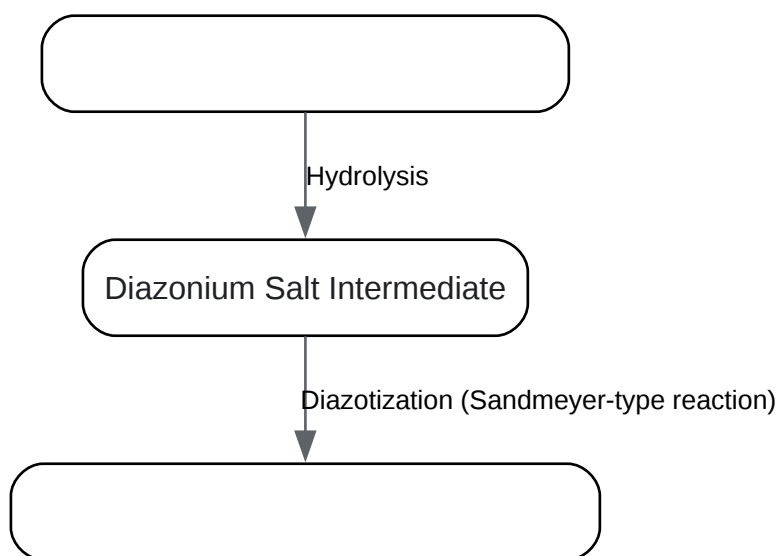 Hydrolysis
Diazonium Salt Intermediate
Diazotization (Sandmeyer-type reaction)